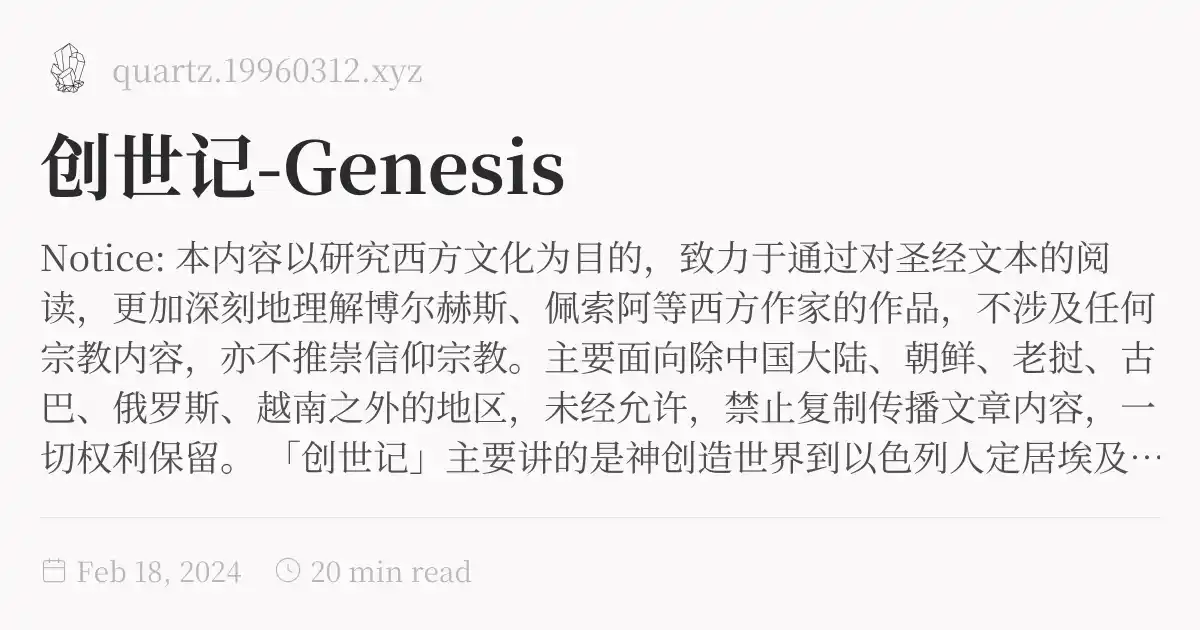 quartz.19960312.xyz
创世记-Genesis
Notice: 本内容以研究西方文化为目的，致力于通过对圣经文本的阅
读，更加深刻地理解博尔赫斯、佩索阿等西方作家的作品，不涉及任何
宗教内容，亦不推崇信仰宗教。主要面向除中国大陆、朝鲜、老挝、古
巴、俄罗斯、越南之外的地区，未经允许，禁止复制传播文章内容，一
切权利保留。 「创世记」主要讲的是神创造世界到以色列人定居埃及…
Feb 18, 2024 20 min read